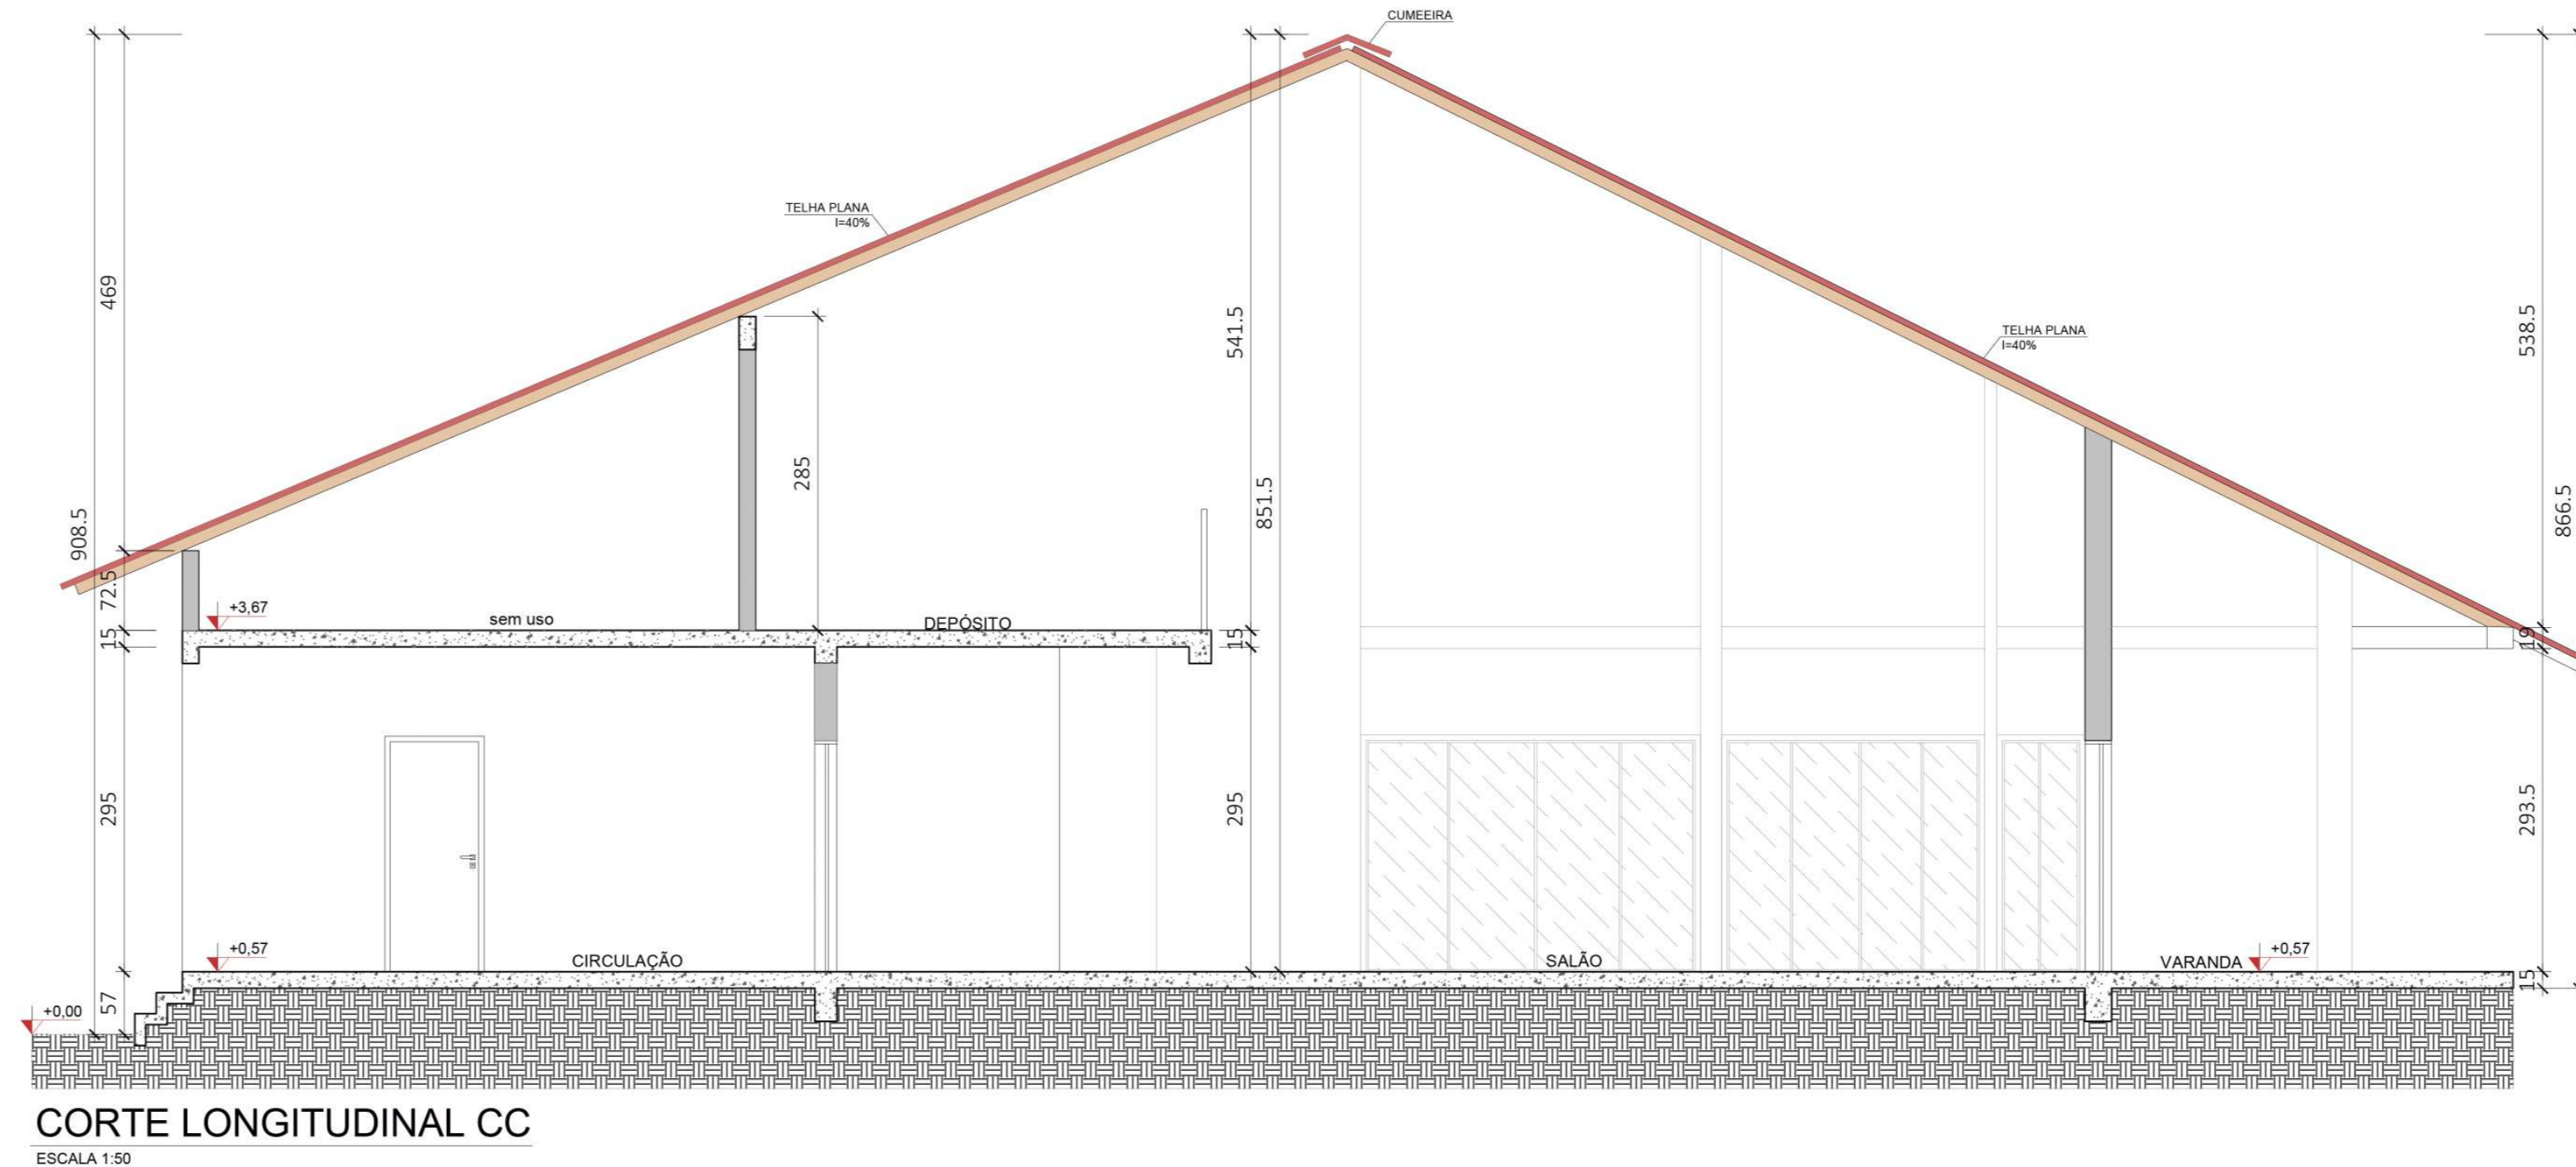 CUMEEIRA
TELHA PLANA
I=40%
469
541.5
538.5
TELHA PLANA
I=40%
285
908.5
851.5
866.5
72.5
+3,67
sem uso
DEPÓSITO
15
15
19
295
295
293.5
+0,57
CIRCULAÇÃO
SALÃO
VARANDA
+0,57
15
57
+0,00
CORTE LONGITUDINAL CC
ESCALA 1:50